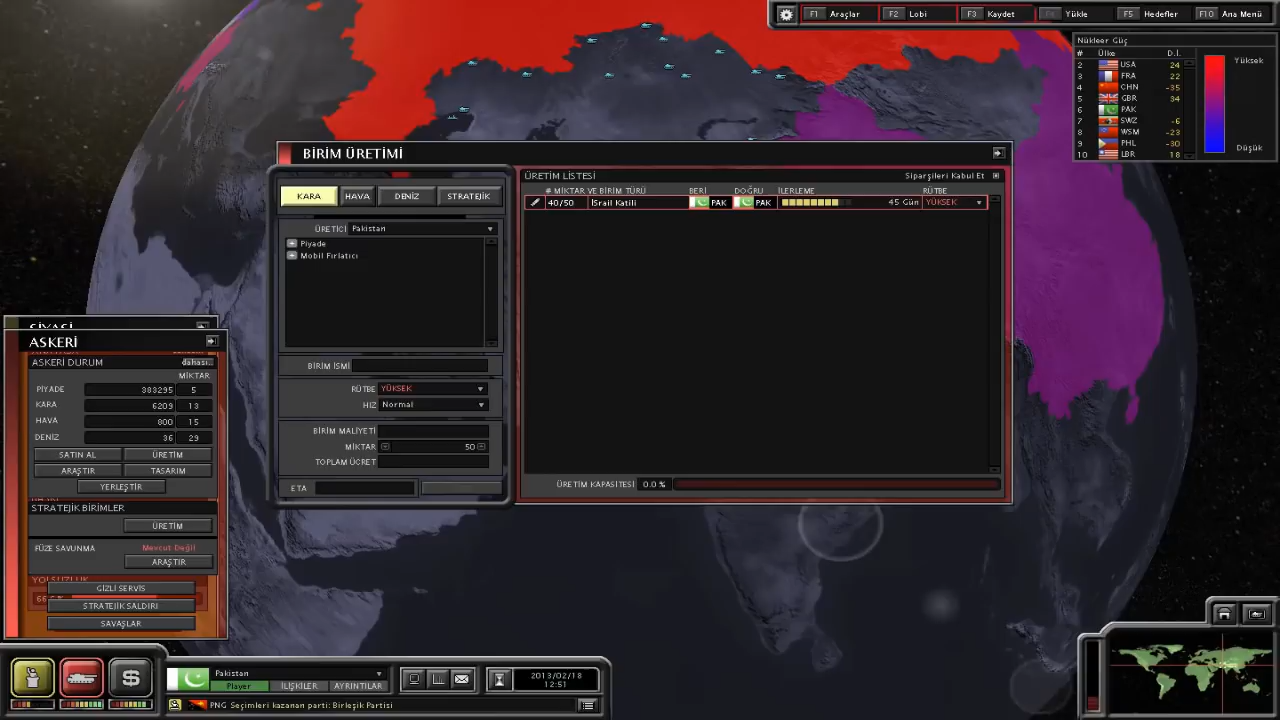 F1 Araçlar F2 Lobi F3 Kaydet F4 Yükle F5 Hedefler F10 Ana Menü
Nükleer Güç
# Ülke D.İ.
2 USA 24
3 FRA 22
4 CHN -35
5 GBR 34
6 PAK
7 SWZ -6
8 WSM -23
9 PHL -30
10 LBR 18
Yüksek
Düşük
BİRİM ÜRETİMİ
KARA HAVA DENİZ STRATEJİK
ÜRETİCİ Pakistan
Piyade
Mobil Fırlatıcı
BİRİM İSMİ
RÜTBE YÜKSEK
HIZ Normal
BİRİM MALİYETİ
MİKTAR 50
TOPLAM ÜCRET
ETA
ÜRETİM LİSTESİ Siparşileri Kabul Et
# MİKTAR VE BİRİM TÜRÜ BERİ DOĞRU İLERLEME RÜTBE
40/50 İSrail Katili PAK PAK 45 Gün YÜKSEK
ÜRETİM KAPASİTESİ 0.0 %
SİYASİ
ASKERİ
ASKERİ DURUM dahası..
MİKTAR
PİYADE 383295 5
KARA 6209 13
HAVA 800 15
DENİZ 36 29
SATIN AL ÜRETİM
ARAŞTIR TASARIM
YERLEŞTİR
STRATEJİK BİRİMLER
ÜRETİM
FÜZE SAVUNMA Mevcut Değil
ARAŞTIR
YOLSUZLUK
GİZLİ SERVİS
STRATEJİK SALDIRI
SAVAŞLAR
Pakistan
Player İLİŞKİLER AYRINTILAR
2013/02/18
12:51
PNG Seçimleri kazanan parti: Birleşik Partisi